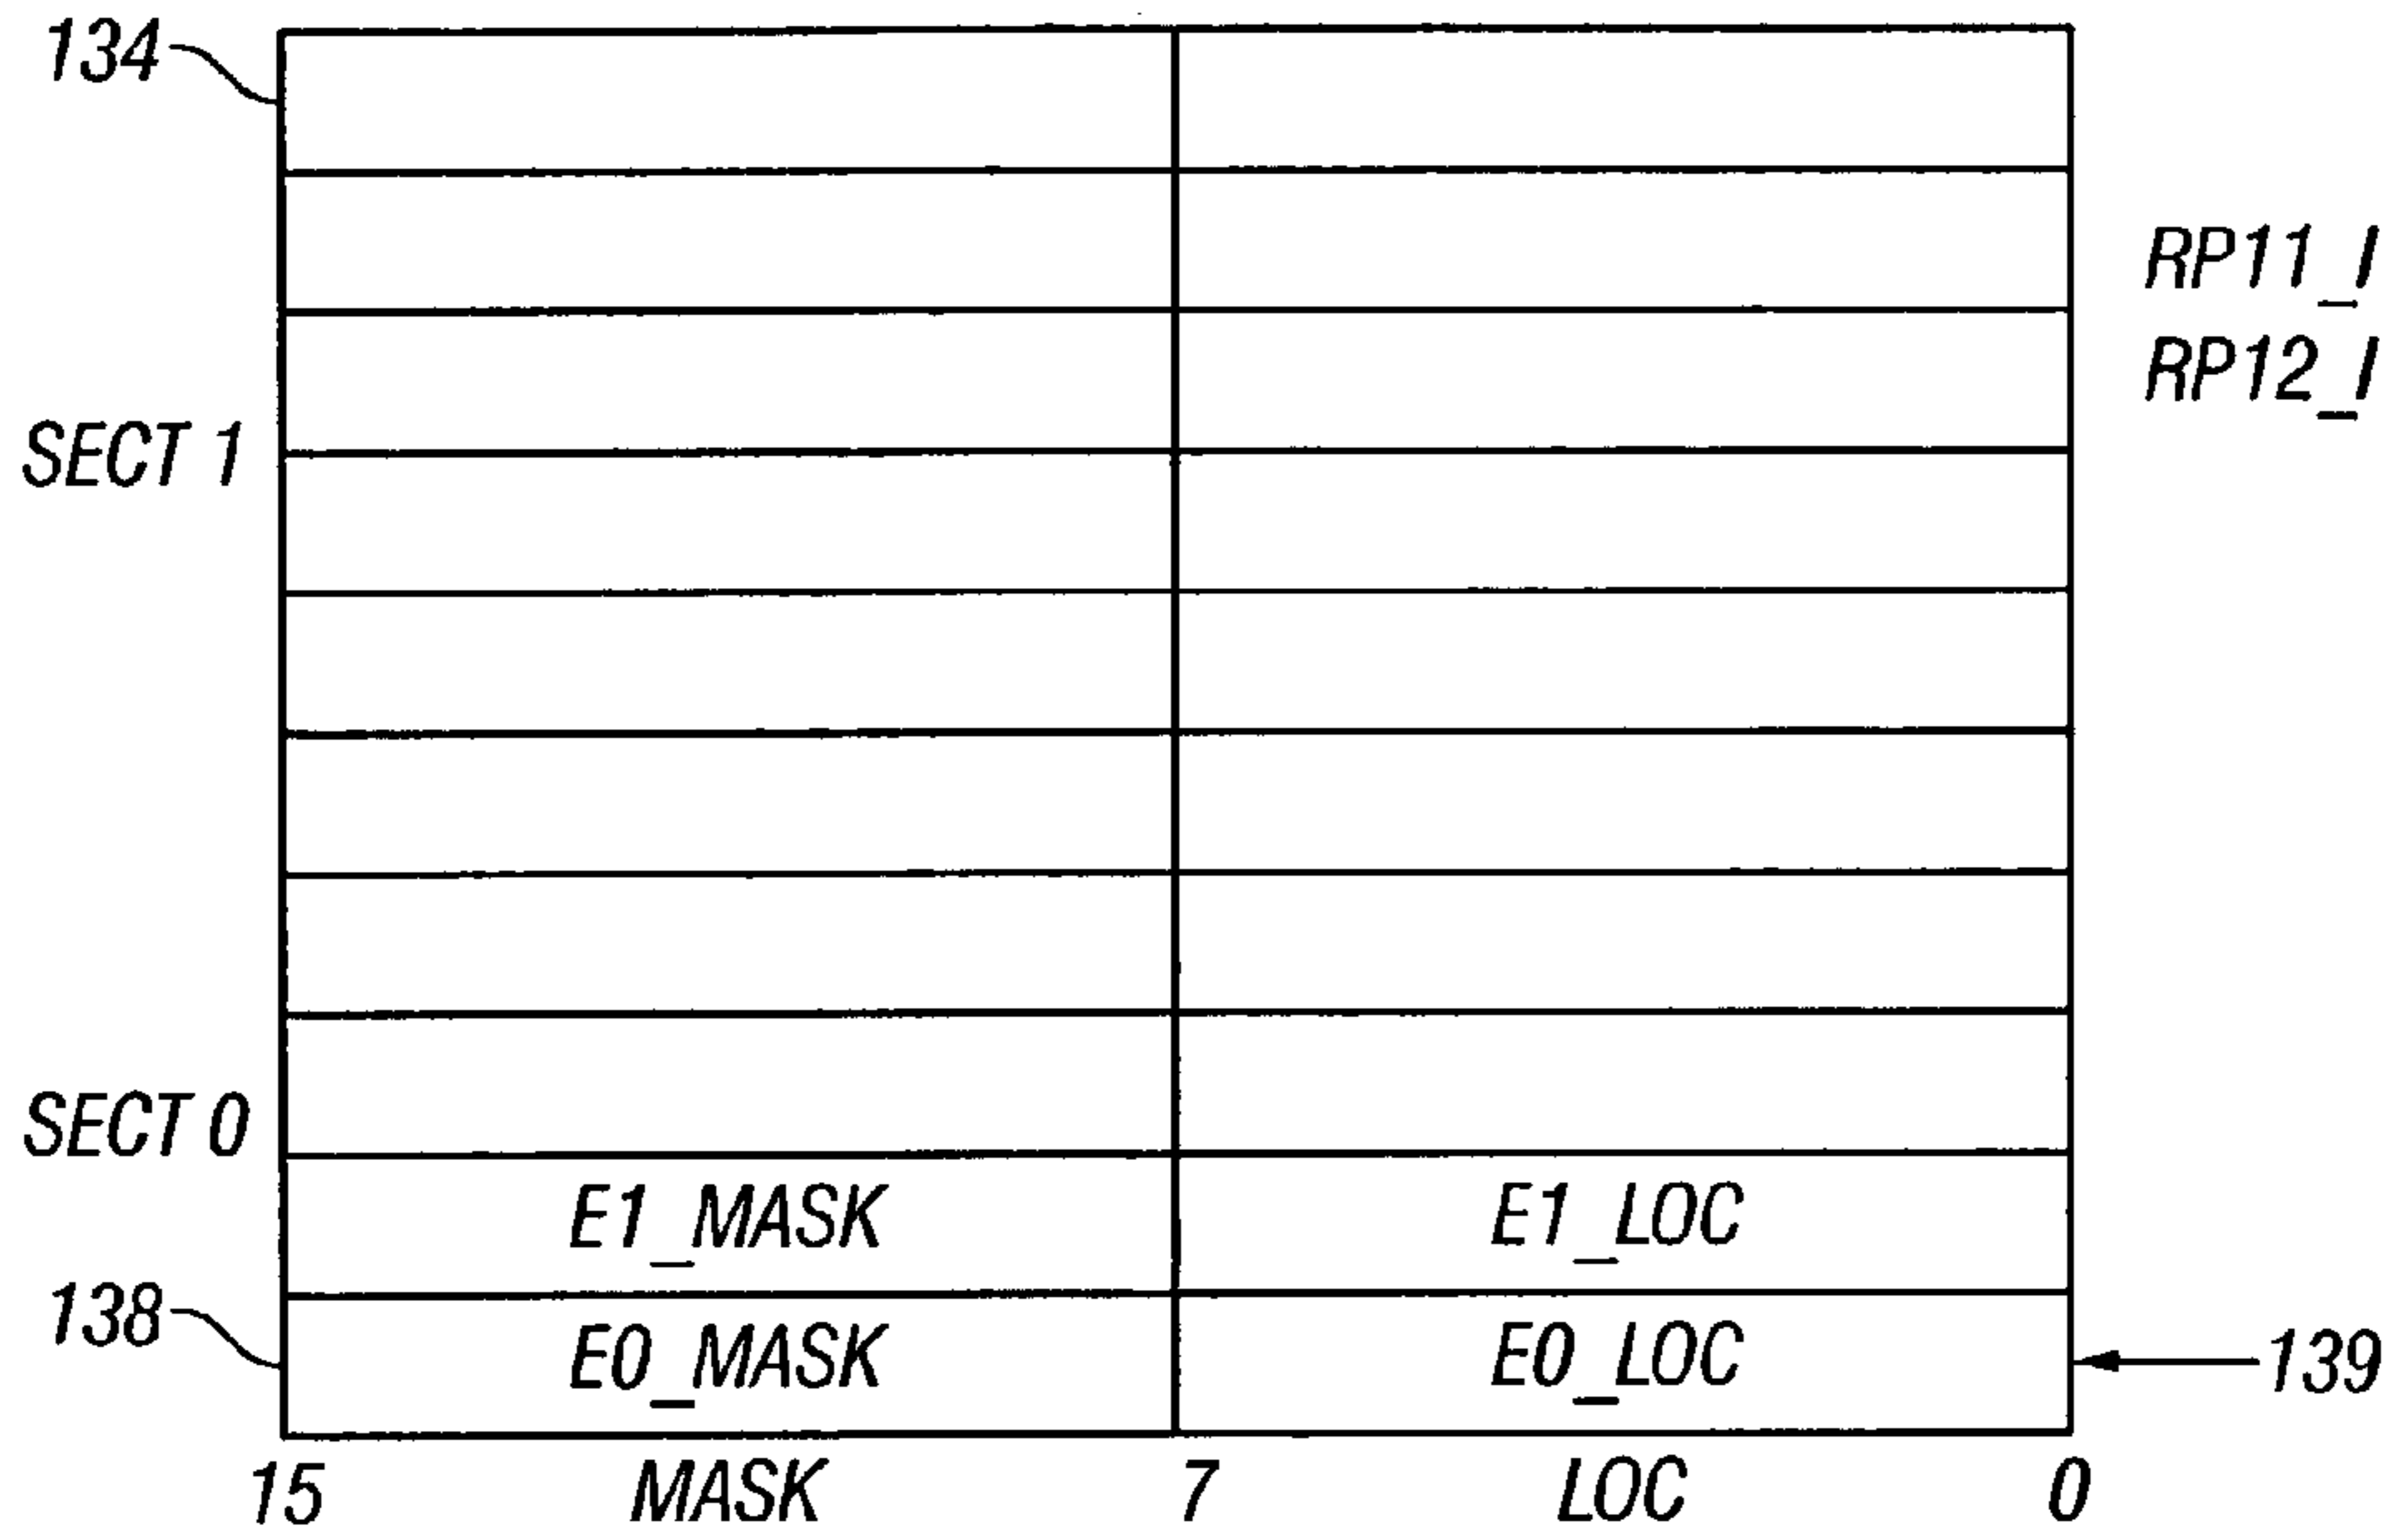 134
RP11_I
RP12_I
SECT 1
SECT 0
E1_MASK E1_LOC
138 E0_MASK E0_LOC 139
15 MASK 7 LOC 0